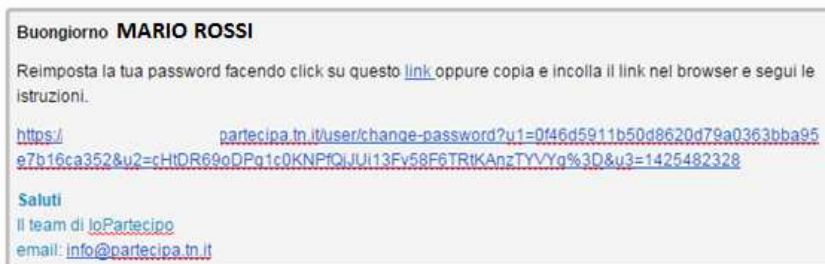 Buongiorno MARIO ROSSI
Reimposta la tua password facendo click su questo link oppure copia e incolla il link nel browser e segui le
istruzioni.
https:/ partecipa.tn.it/user/change-password?u1=0f46d5911b50d8620d79a0363bba95
e7b16ca352&u2=cHtDR69oDPq1c0KNPfQjJUi13Fv58F6TRtKAnzTYVYg%3D&u3=1425482328
Saluti
Il team di IoPartecipo
email: info@partecipa.tn.it